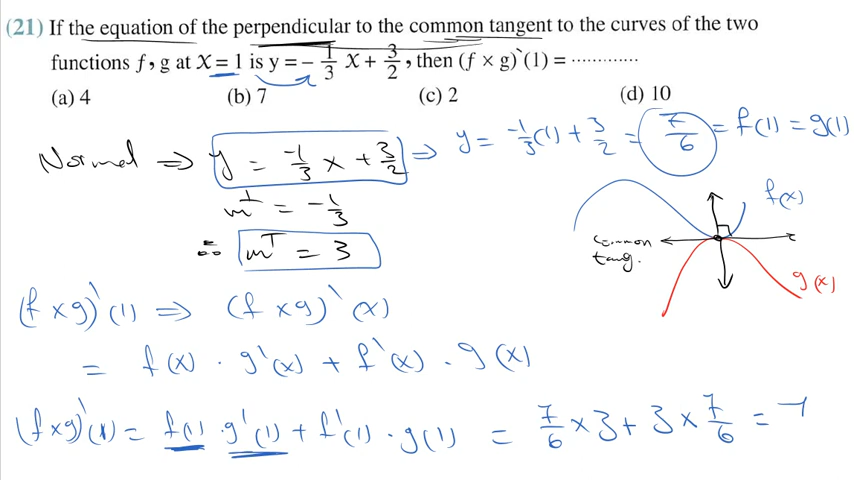 (21) If the equation of the perpendicular to the common tangent to the curves of the two
functions f, g at X = 1 is y = - 1/3 X + 3/2, then (f × g)`(1) = ............
(a) 4 (b) 7 (c) 2 (d) 10
Normal ⇒ y = -1/3 x + 3/2 ⇒ y = -1/3 (1) + 3/2 = 7/6 = f(1) = g(1)
m⊥ = -1/3
∴ mᵀ = 3
f(x)
common
tang.
g(x)
(f × g)`(1) ⇒ (f × g)`(x)
= f(x) · g`(x) + f`(x) · g(x)
(f × g)`(1) = f(1) · g`(1) + f`(1) · g(1) = 7/6 × 3 + 3 × 7/6 = 7